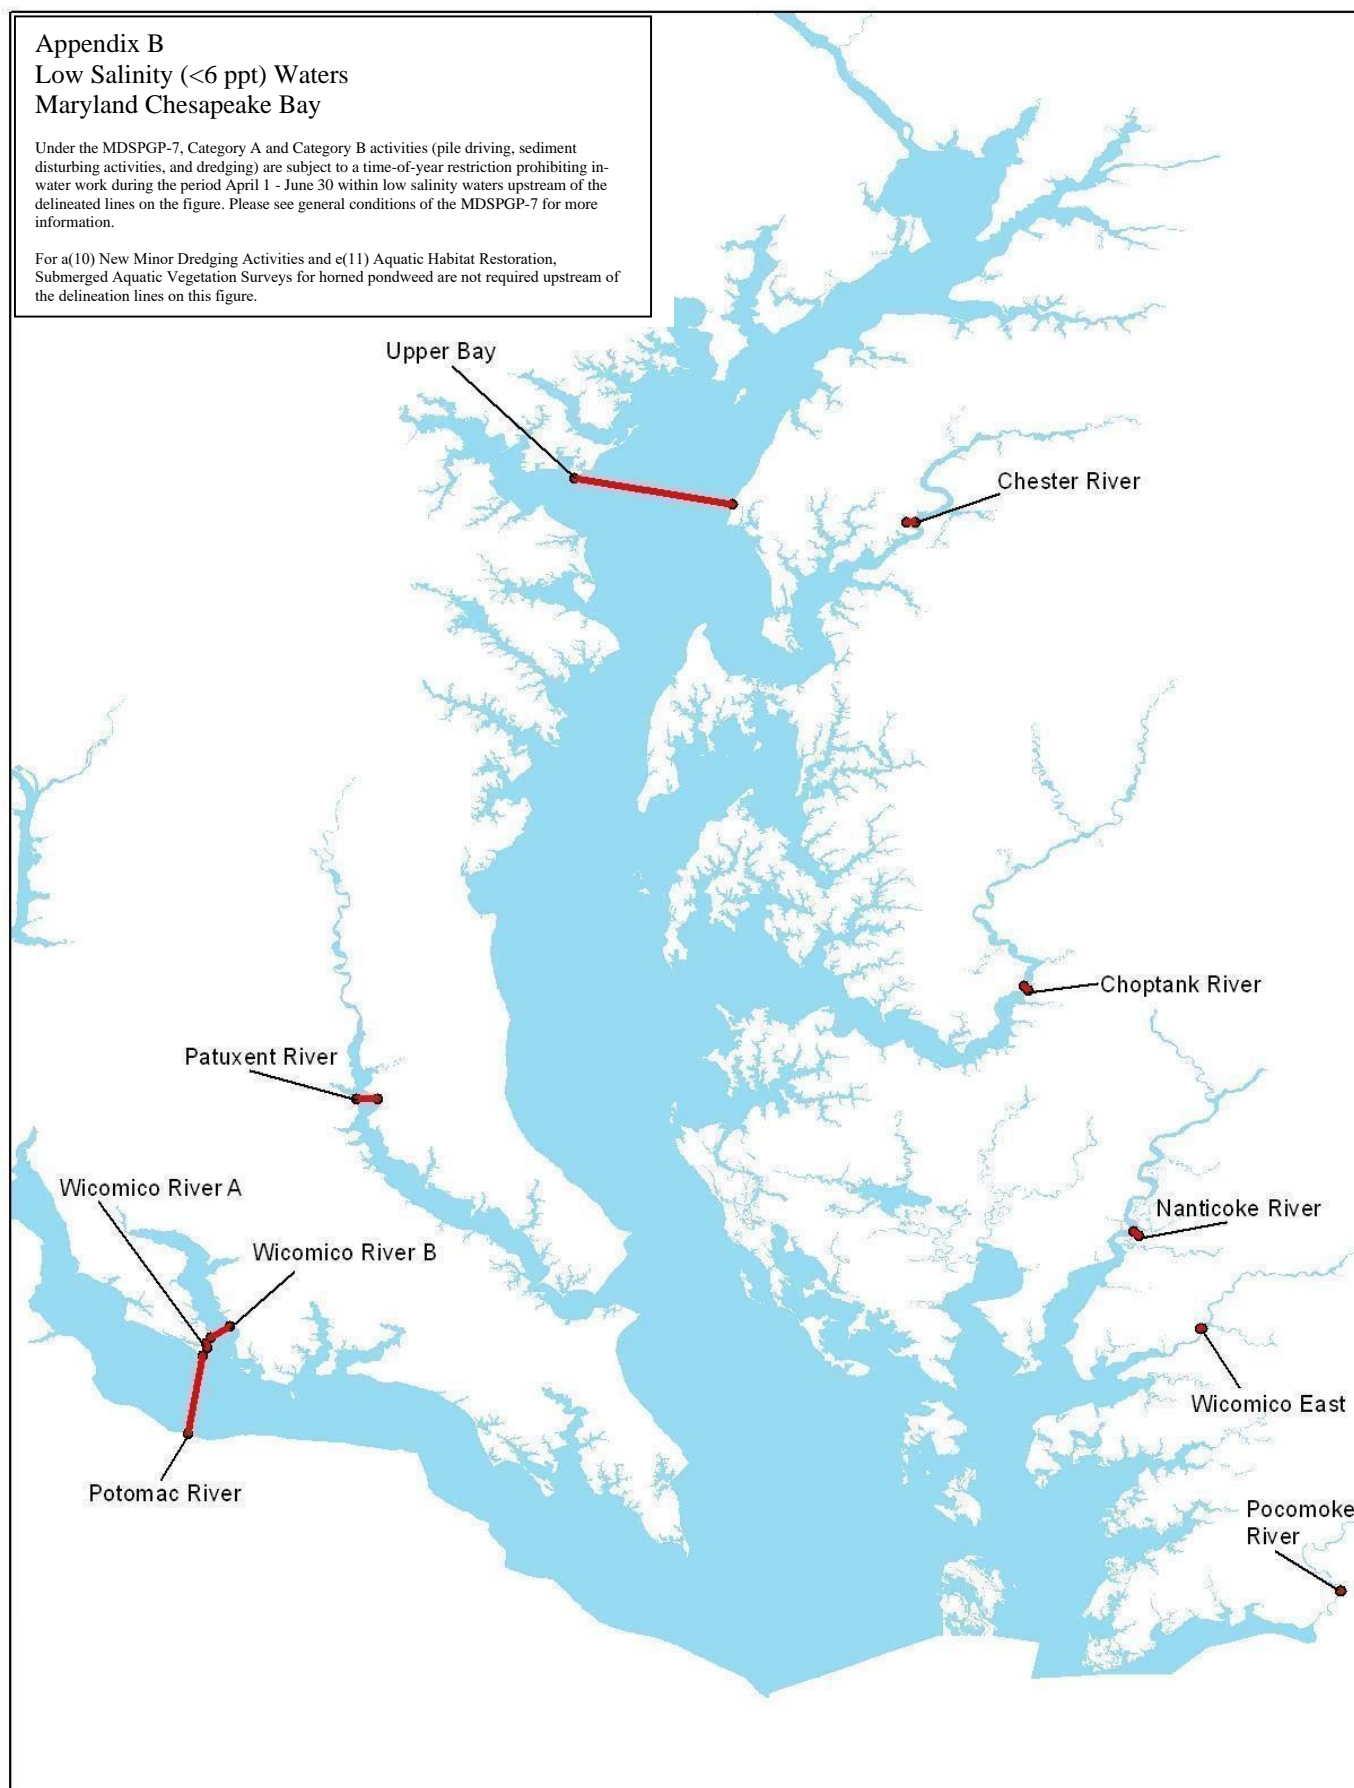 Appendix B
Low Salinity (<6 ppt) Waters
Maryland Chesapeake Bay
Under the MDSPGP-7, Category A and Category B activities (pile driving, sediment
disturbing activities, and dredging) are subject to a time-of-year restriction prohibiting in-
water work during the period April 1 - June 30 within low salinity waters upstream of the
delineated lines on the figure. Please see general conditions of the MDSPGP-7 for more
information.
For a(10) New Minor Dredging Activities and e(11) Aquatic Habitat Restoration,
Submerged Aquatic Vegetation Surveys for horned pondweed are not required upstream of
the delineation lines on this figure.
Upper Bay
Chester River
Choptank River
Patuxent River
Wicomico River A
Nanticoke River
Wicomico River B
Wicomico East
Potomac River
Pocomoke
River